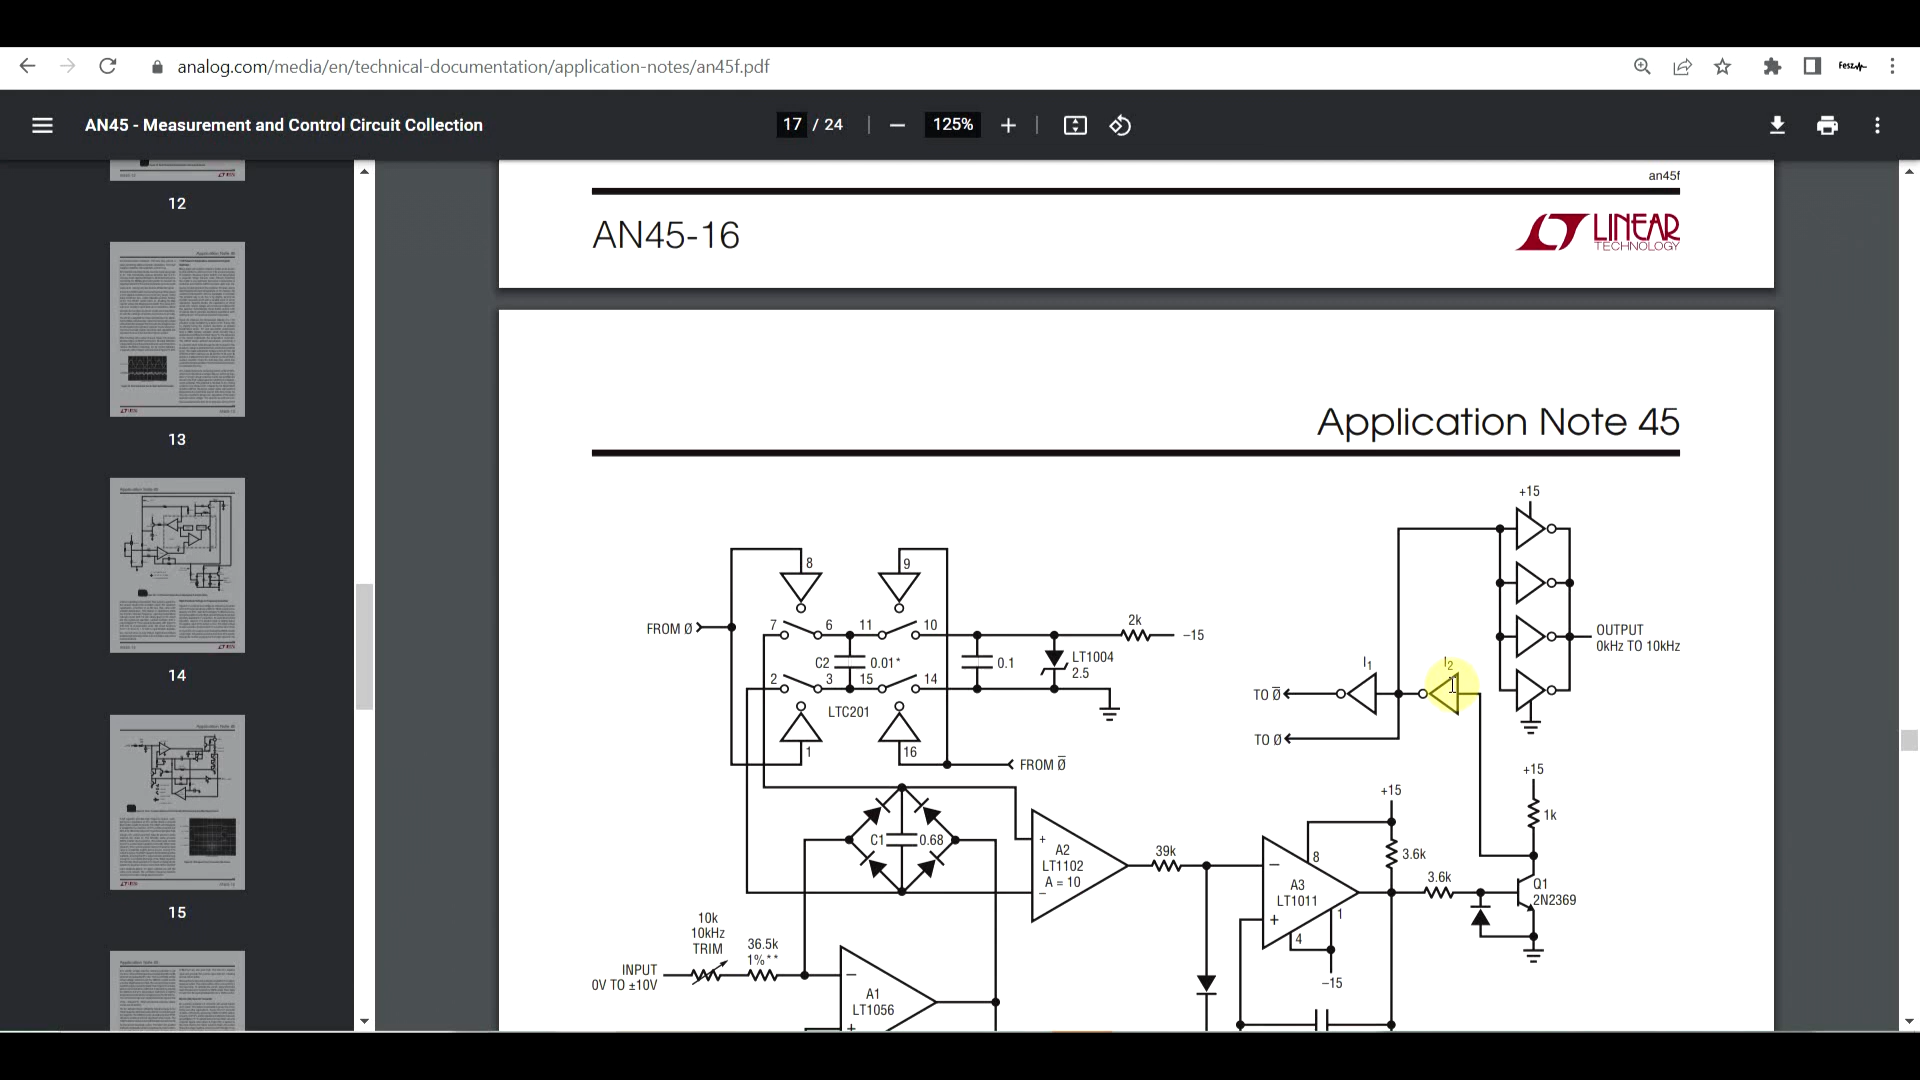 analog.com/media/en/technical-documentation/application-notes/an45f.pdf
Fesz
AN45 - Measurement and Control Circuit Collection
17 / 24
125%
12
13
14
15
an45f
AN45-16
LINEAR
TECHNOLOGY
Application Note 45
+15
8
9
FROM Ø
7
6
11
10
2k
–15
C2
0.01*
0.1
LT1004
2.5
2
3
15
14
LTC201
1
16
FROM Ø̅
OUTPUT
0kHz TO 10kHz
I1
I2
TO Ø̅
TO Ø
+15
1k
+15
C1
0.68
+
A2
LT1102
A = 10
–
39k
–
8
3.6k
3.6k
Q1
2N2369
A3
LT1011
+
1
4
–15
10k
10kHz
TRIM
36.5k
1%**
INPUT
0V TO ±10V
–
A1
LT1056
+